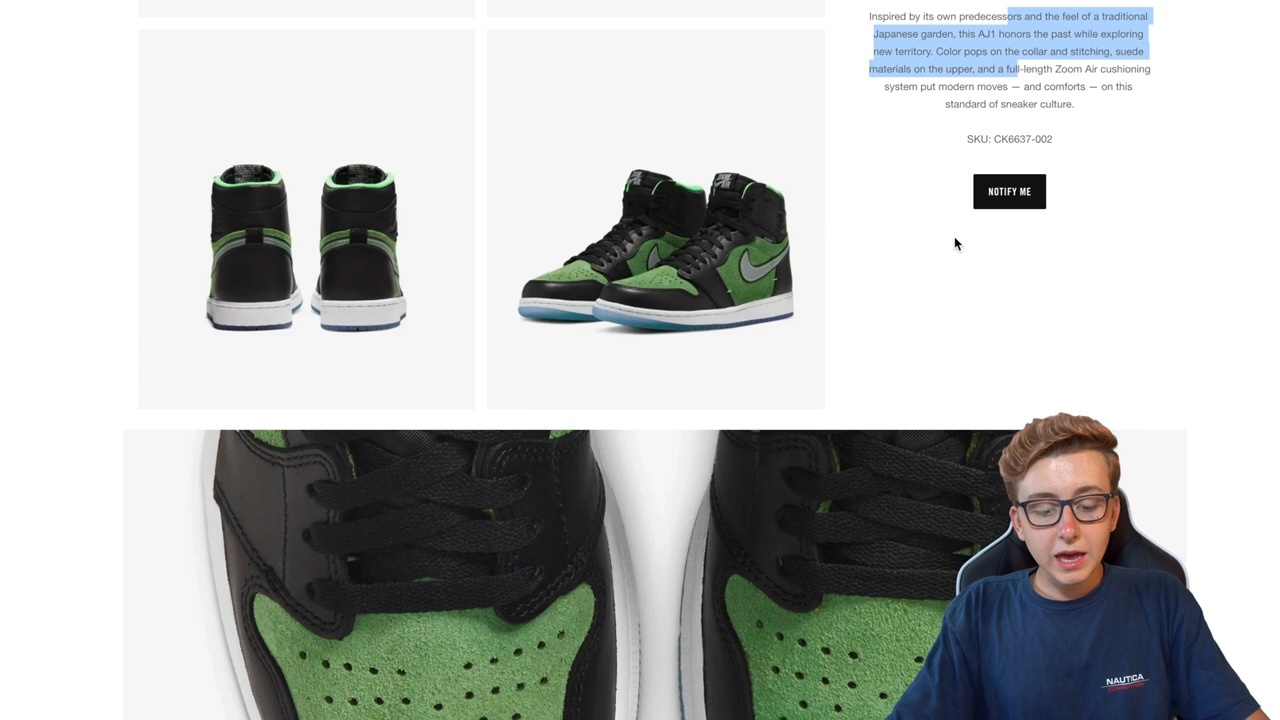 Inspired by its own predecessors and the feel of a traditional
Japanese garden, this AJ1 honors the past while exploring
new territory. Color pops on the collar and stitching, suede
materials on the upper, and a full-length Zoom Air cushioning
system put modern moves — and comforts — on this
standard of sneaker culture.
SKU: CK6637-002
NOTIFY ME
NAUTICA